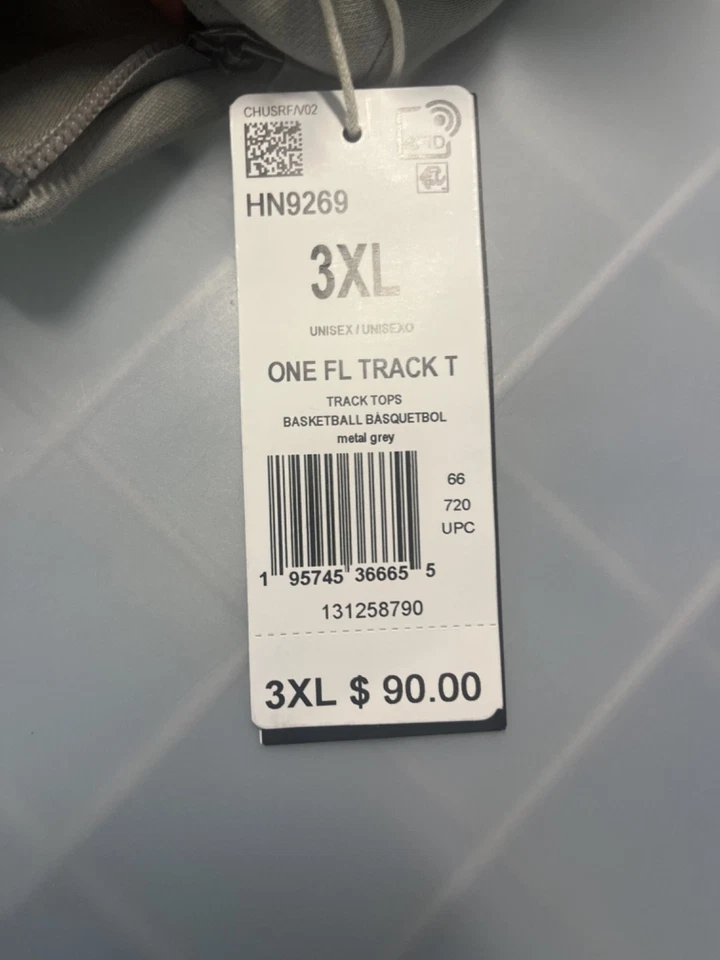 CHUSRF/V02
HN9269
3XL
UNISEX / UNISEXO
ONE FL TRACK T
TRACK TOPS
BASKETBALL BÁSQUETBOL
metal grey
66
720
UPC
1 95745 36665 5
131258790
3XL $ 90.00